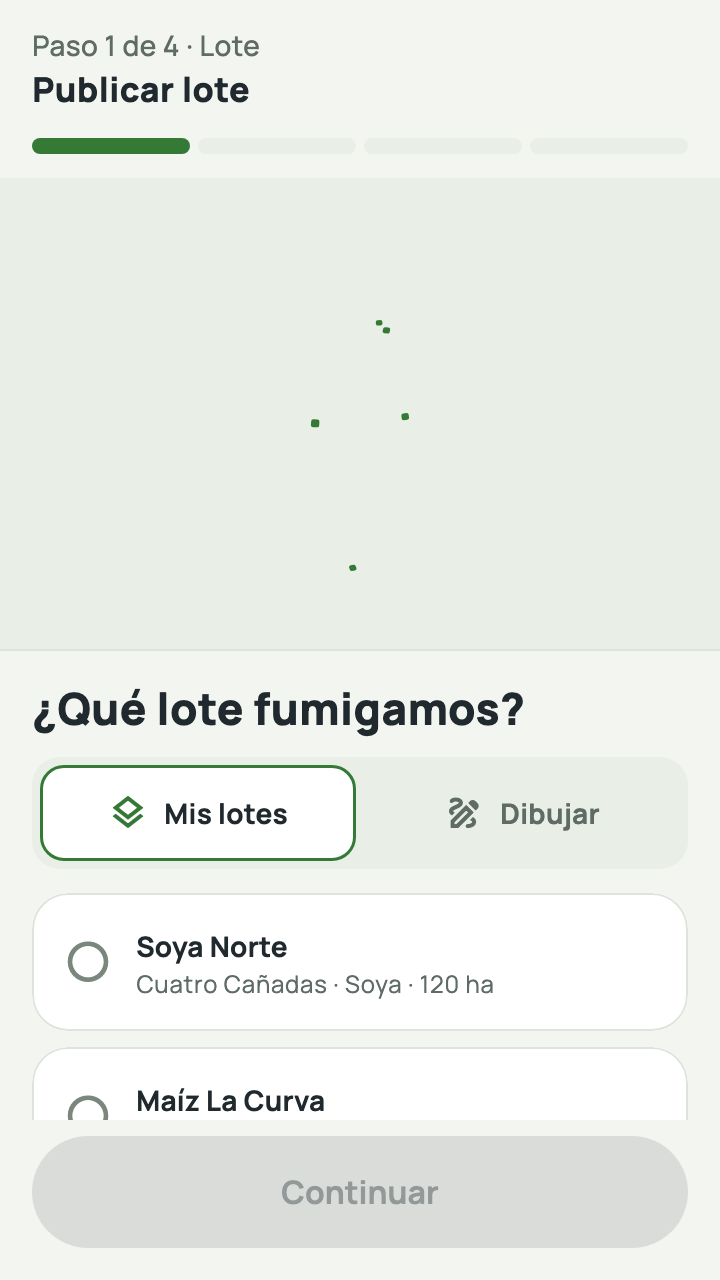 Paso 1 de 4 · Lote
Publicar lote
¿Qué lote fumigamos?
Mis lotes
Dibujar
Soya Norte
Cuatro Cañadas · Soya · 120 ha
Maíz La Curva
Continuar